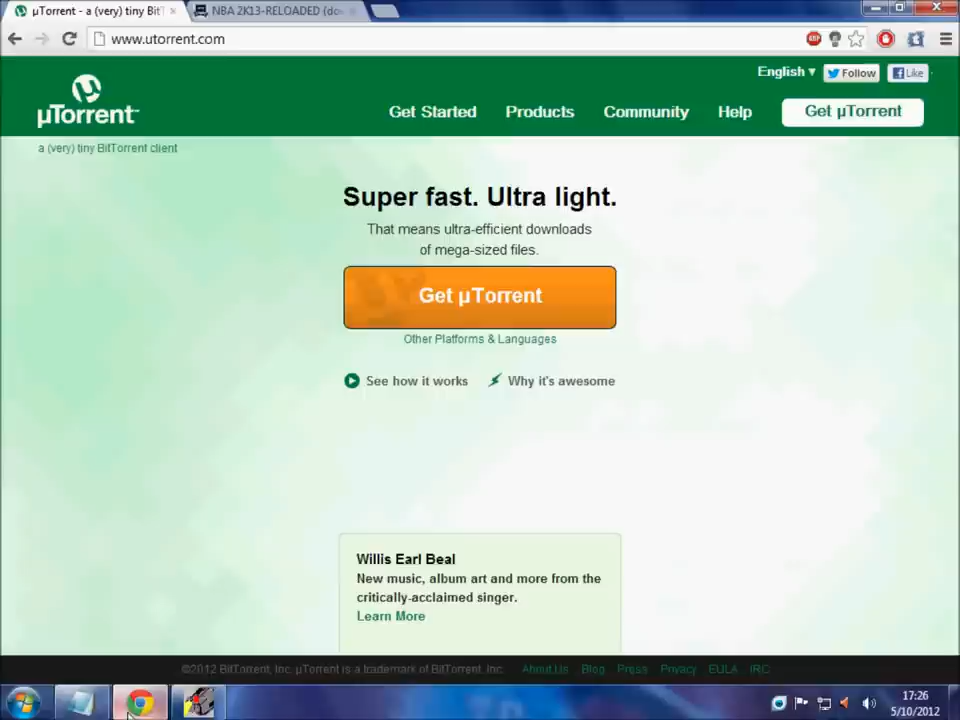 µTorrent - a (very) tiny BitT
NBA 2K13-RELOADED (do
www.utorrent.com
ABP
English
Follow
Like
µTorrent
Get Started
Products
Community
Help
Get µTorrent
a (very) tiny BitTorrent client
Super fast. Ultra light.
That means ultra-efficient downloads
of mega-sized files.
Get µTorrent
Other Platforms & Languages
See how it works
Why it's awesome
Willis Earl Beal
New music, album art and more from the
critically-acclaimed singer.
Learn More
©2012 BitTorrent, Inc. µTorrent is a trademark of BitTorrent, Inc.
About Us
Blog
Press
Privacy
EULA
IRC
17:26
5/10/2012